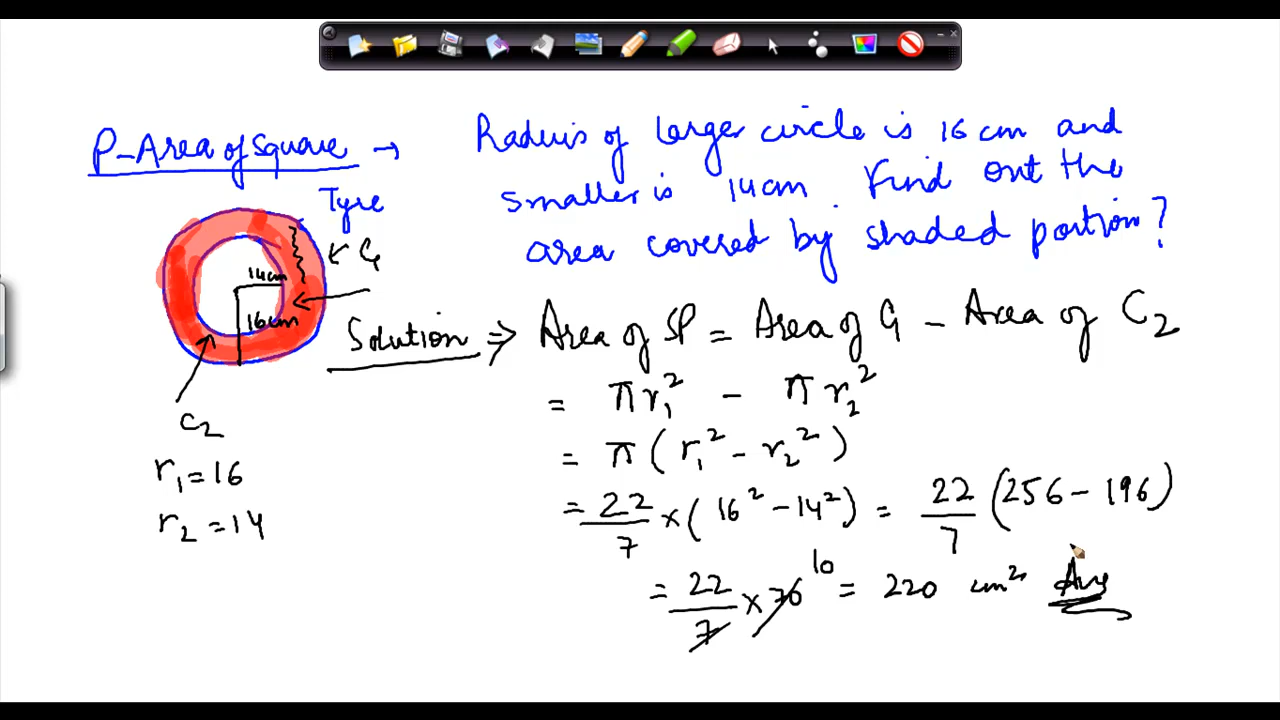 P-Area of Square →
Radius of larger circle is 16 cm and
smaller is 14cm. Find out the
area covered by shaded portion?
Tyre
C1
14cm
16cm
C2
r₁ = 16
r₂ = 14
Solution ⇒ Area of SP = Area of C1 - Area of C2
= πr₁² - πr₂²
= π(r₁² - r₂²)
= 22/7 × (16² - 14²) = 22/7 (256 - 196)
= 22/7 × 70 10 = 220 cm² Ans